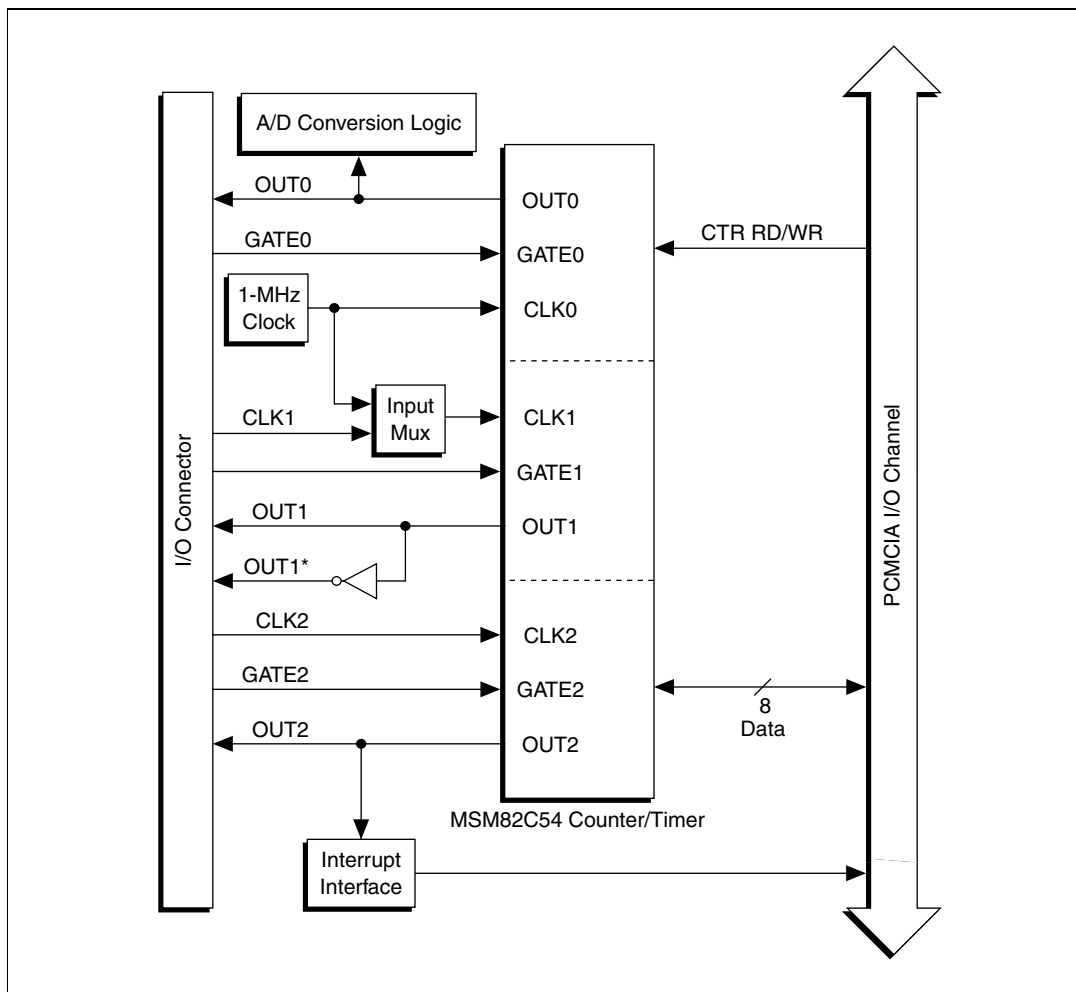 A/D Conversion Logic
OUT0
OUT0
GATE0
GATE0
CTR RD/WR
1-MHz
Clock
CLK0
CLK1
Input
Mux
CLK1
GATE1
OUT1
OUT1
OUT1*
CLK2
CLK2
GATE2
GATE2
8
Data
OUT2
OUT2
MSM82C54 Counter/Timer
Interrupt
Interface
I/O Connector
PCMCIA I/O Channel